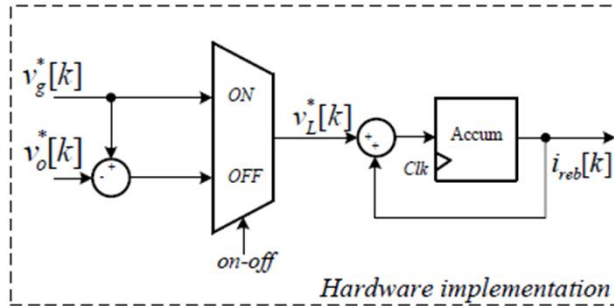 v*g[k]
ON
v*L[k]
+
+
Accum
v*o[k]
+
-
OFF
Clk
ireb[k]
on-off
Hardware implementation